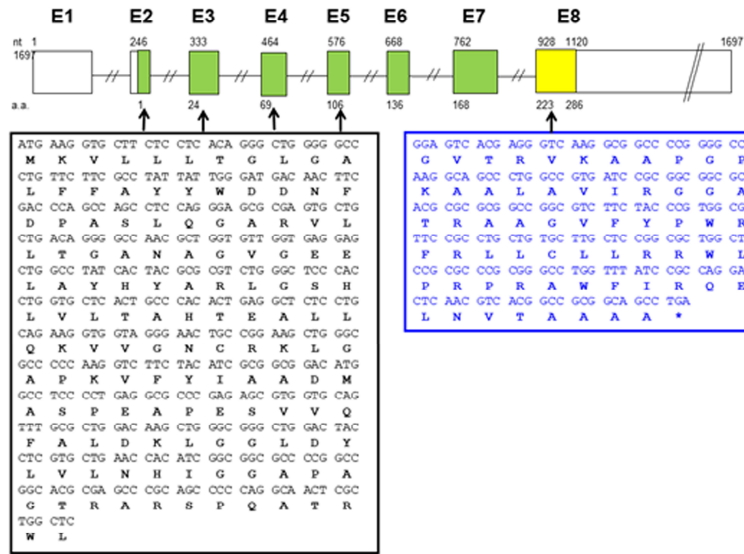 E1 E2 E3 E4 E5 E6 E7 E8
nt 1 246 333 464 576 668 762 928 1120 1697
1697
a.a. 1 24 69 106 136 168 223 286
ATG AAG GTG CTT CTC CTC ACA GGG CTG GGG GCC
M K V L L L T G L G A
CTG TTC TTC GCC TAT TAT TGG GAT GAC AAC TTC
L F F A Y Y W D D N F
GAC CCA GCC AGC CTC CAG GGA GCG CGA GTG CTG
D P A S L Q G A R V L
CTG ACA GGG GCC AAC GCT GGT GTT GGT GAG GAG
L T G A N A G V G E E
CTG GCC TAT CAC TAC GCG CGT CTG GGC TCC CAC
L A Y H Y A R L G S H
CTG GTG CTC ACT GCC CAC ACT GAG GCT CTC CTG
L V L T A H T E A L L
CAG AAG GTG GTA GGG AAC TGC CGG AAG CTG GGC
Q K V V G N C R K L G
GCC CCC AAG GTC TTC TAC ATC GCG GCG GAC ATG
A P K V F Y I A A D M
GCC TCC CCT GAG GCG CCC GAG AGC GTG GTG CAG
A S P E A P E S V V Q
TTT GCG CTG GAC AAG CTG GGC GGG CTG GAC TAC
F A L D K L G G L D Y
CTC GTG CTG AAC CAC ATC GGC GGC GCC CCG GCC
L V L N H I G G A P A
GGC ACG CGA GCC CGC AGC CCC CAG GCA ACT CGC
G T R A R S P Q A T R
TGG CTC
W L
GGA GTC ACG AGG GTC AAG GCG GCC CCG GGG CC
G V T R V K A A P G P
AAG GCA GCC CTG GCC GTG ATC CGC GGC GGC GC
K A A L A V I R G G A
ACG CGC GCG GCC GGC GTC TTC TAC CCG TGG CG
T R A A G V F Y P W R
TTC CGC CTG CTG TGC TTG CTC CGG CGC TGG CT
F R L L C L L R R W L
CCG CGC CCG CGG GCC TGG TTT ATC CGC CAG GA
P R P R A W F I R Q E
CTC AAC GTC ACG GCC GCG GCA GCC TGA
L N V T A A A A *